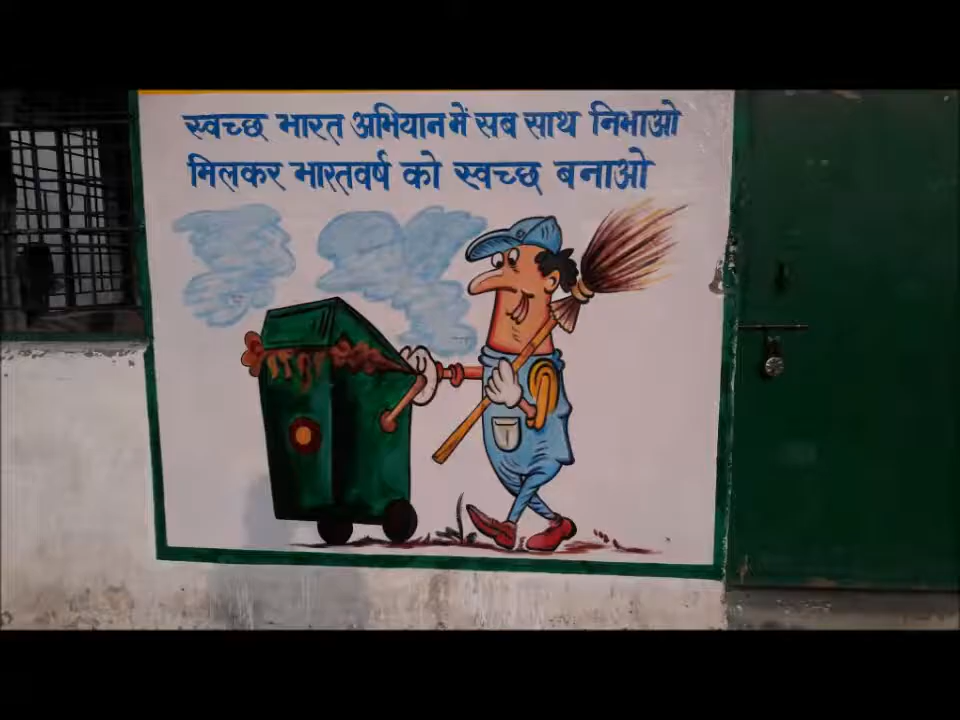 स्वच्छ भारत अभियान में सब साथ निभाओ
मिलकर भारतवर्ष को स्वच्छ बनाओ